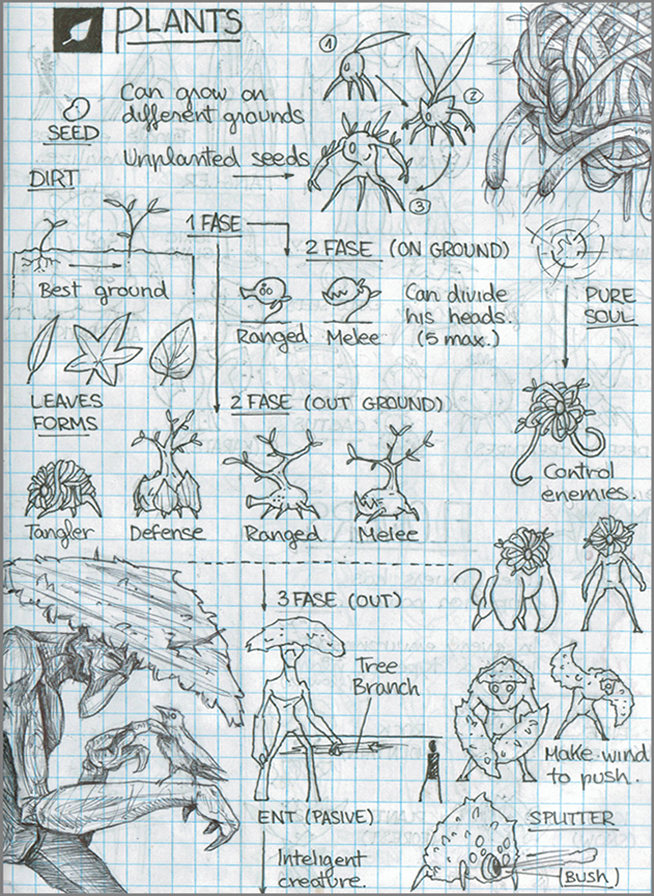 PLANTS
Can grow on
different grounds
SEED
Unplanted seeds
1
2
3
DIRT
1 FASE
2 FASE (ON GROUND)
Best ground
Ranged
Melee
Can divide
his heads.
(5 max.)
PURE
SOUL
LEAVES
FORMS
2 FASE (OUT GROUND)
Control
enemies.
Tangler
Defense
Ranged
Melee
3 FASE (OUT)
Tree
Branch
Make wind
to push.
ENT (PASIVE)
SPLITTER
Inteligent
creature.
(BUSH)